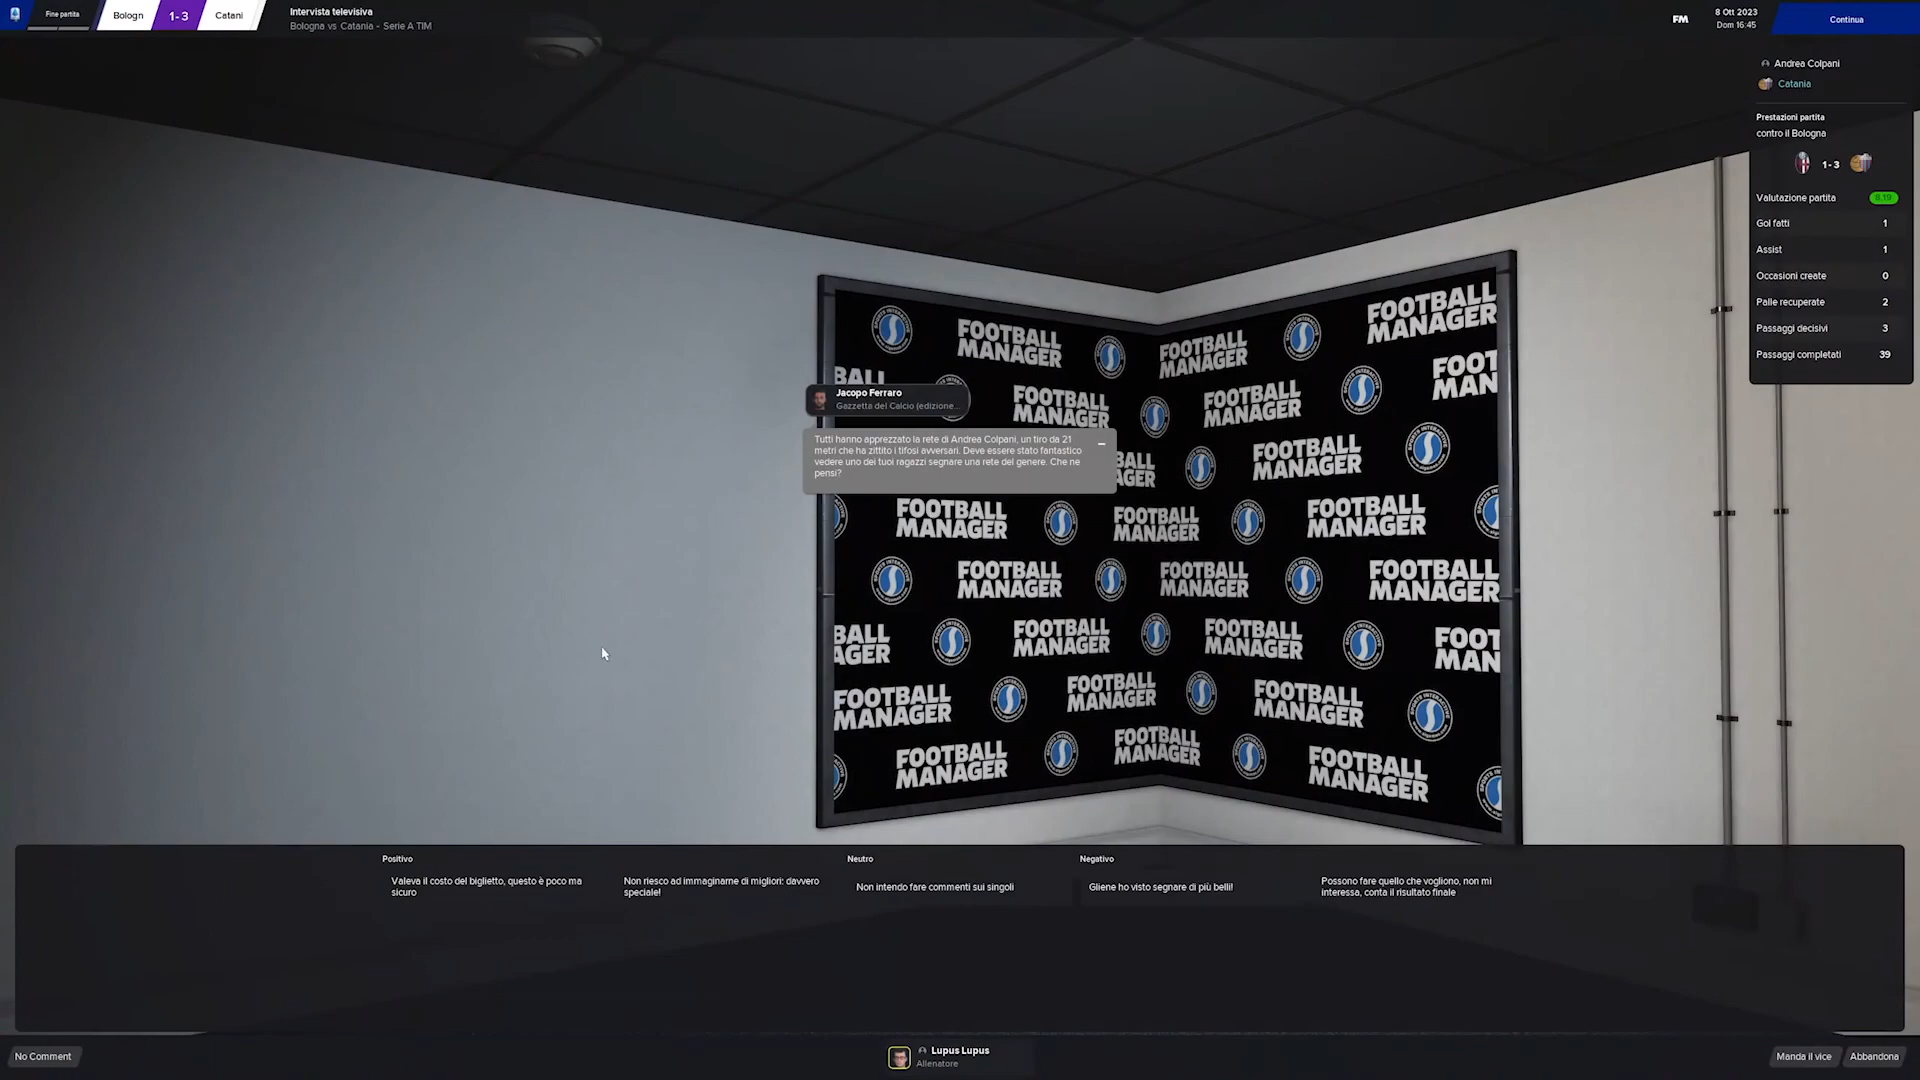 Fine partita
Bologn
1 - 3
Catani
Intervista televisiva
Bologna vs Catania - Serie A TIM
FM
8 Ott 2023
Dom 16:45
Continua
Andrea Colpani
Catania
Prestazioni partita
contro il Bologna
1 - 3
Valutazione partita 8.19
Gol fatti 1
Assist 1
Occasioni create 0
Palle recuperate 2
Passaggi decisivi 3
Passaggi completati 39
Jacopo Ferraro
Gazzetta del Calcio (edizione...
Tutti hanno apprezzato la rete di Andrea Colpani, un tiro da 21
metri che ha zittito i tifosi avversari. Deve essere stato fantastico
vedere uno dei tuoi ragazzi segnare una rete del genere. Che ne
pensi?
FOOTBALL
MANAGER
Positivo
Valeva il costo del biglietto, questo è poco ma
sicuro
Non riesco ad immaginarne di migliori: davvero
speciale!
Neutro
Non intendo fare commenti sui singoli
Negativo
Gliene ho visto segnare di più belli!
Possono fare quello che vogliono, non mi
interessa, conta il risultato finale
No Comment
Lupus Lupus
Allenatore
Manda il vice
Abbandona